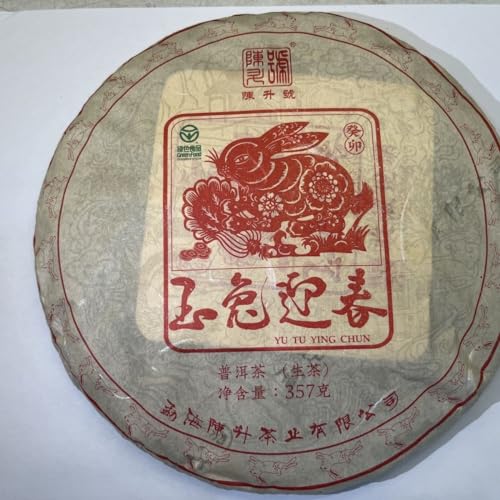 陳升號
陳升號
绿色食品
GreenFood
癸卯
玉兔迎春
YU TU YING CHUN
普洱茶（生茶）
净含量：357克
勐海陳升茶业有限公司